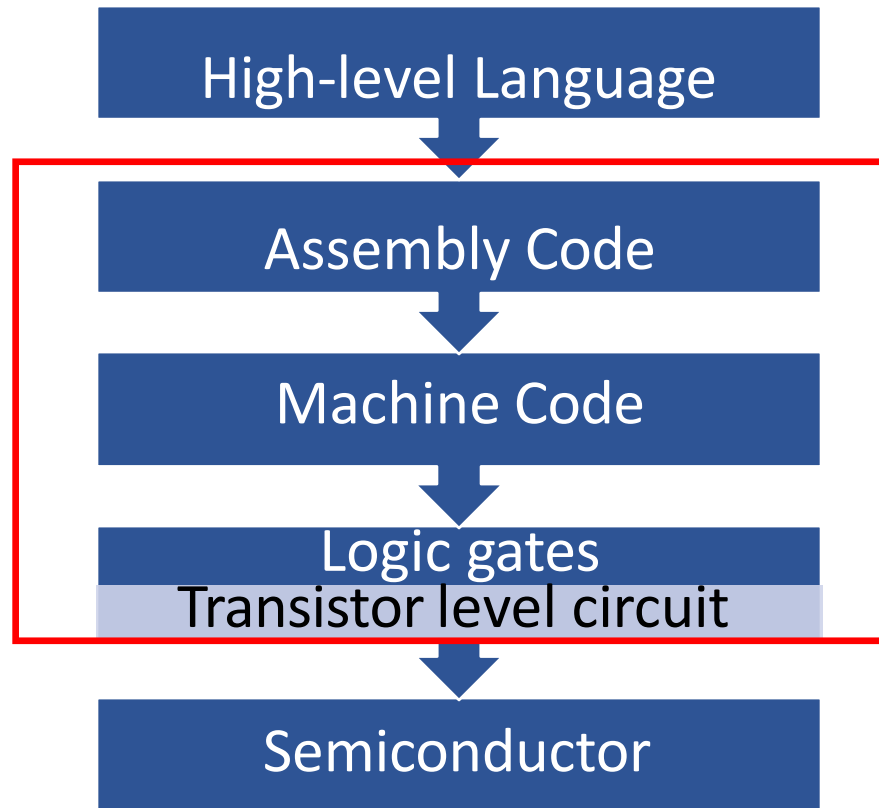 High-level Language
Assembly Code
Machine Code
Logic gates
Transistor level circuit
Semiconductor